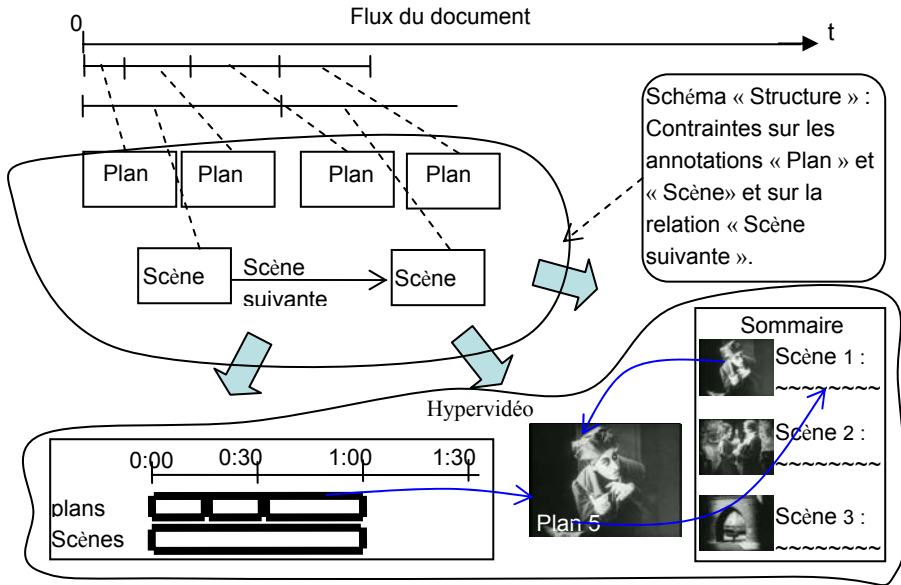 Flux du document
0
t
Schéma « Structure » :
Contraintes sur les
annotations « Plan » et
« Scène» et sur la
relation « Scène
suivante ».
Plan
Plan
Plan
Plan
Scène
Scène
suivante
Scène
Hypervidéo
Sommaire
Scène 1 :
~~~~~~~~
Scène 2 :
~~~~~~~~
Scène 3 :
~~~~~~~~
0:00 0:30 1:00 1:30
plans
Scènes
Plan 5